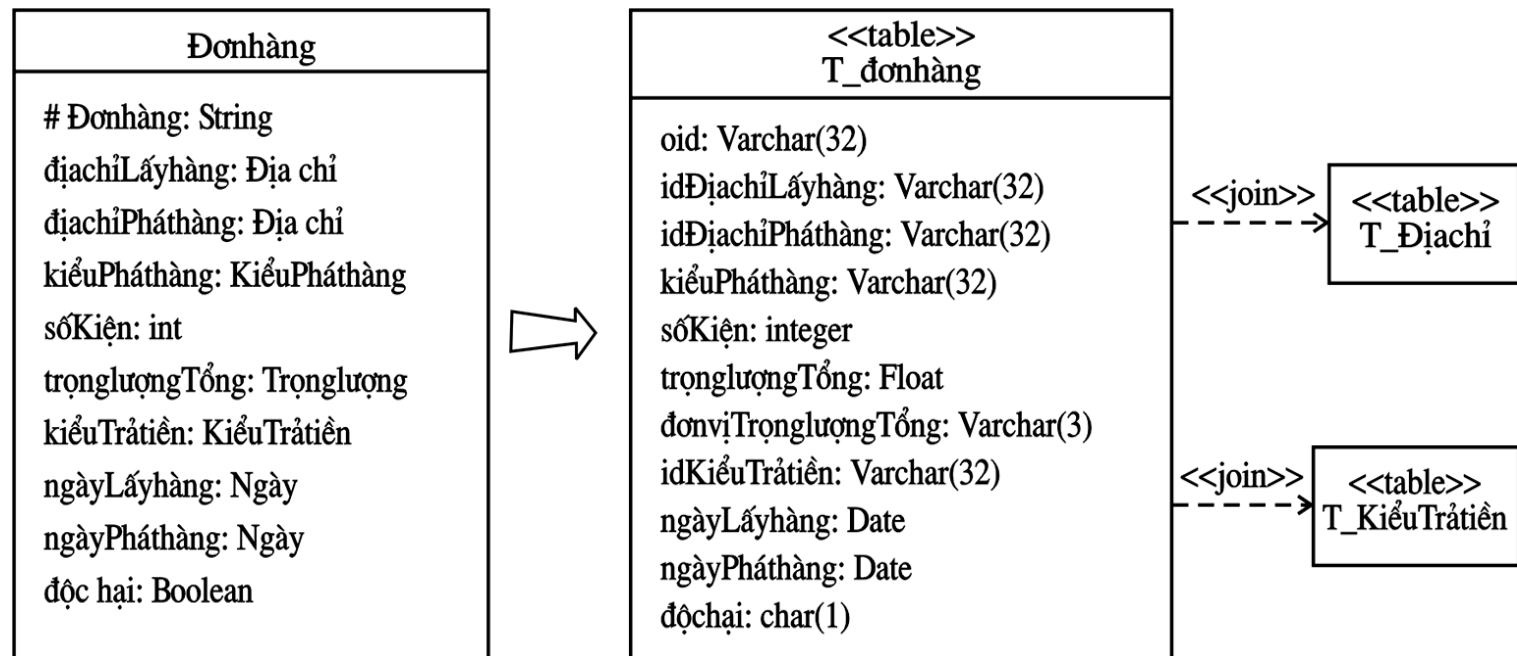 Đơnhàng
# Đơnhàng: String
địachỉLấyhàng: Địa chỉ
địachỉPháthàng: Địa chỉ
kiểuPháthàng: KiểuPháthàng
sốKiện: int
trọnglượngTổng: Trọnglượng
kiểuTrảtiền: KiểuTrảtiền
ngàyLấyhàng: Ngày
ngàyPháthàng: Ngày
độc hại: Boolean
<<table>>
T_đơnhàng
oid: Varchar(32)
idĐịachỉLấyhàng: Varchar(32)
idĐịachỉPháthàng: Varchar(32)
kiểuPháthàng: Varchar(32)
sốKiện: integer
trọnglượngTổng: Float
đơnvịTrọnglượngTổng: Varchar(3)
idKiểuTrảtiền: Varchar(32)
ngàyLấyhàng: Date
ngàyPháthàng: Date
độchại: char(1)
<<join>>
<<table>>
T_Địachỉ
<<join>>
<<table>>
T_KiểuTrảtiền